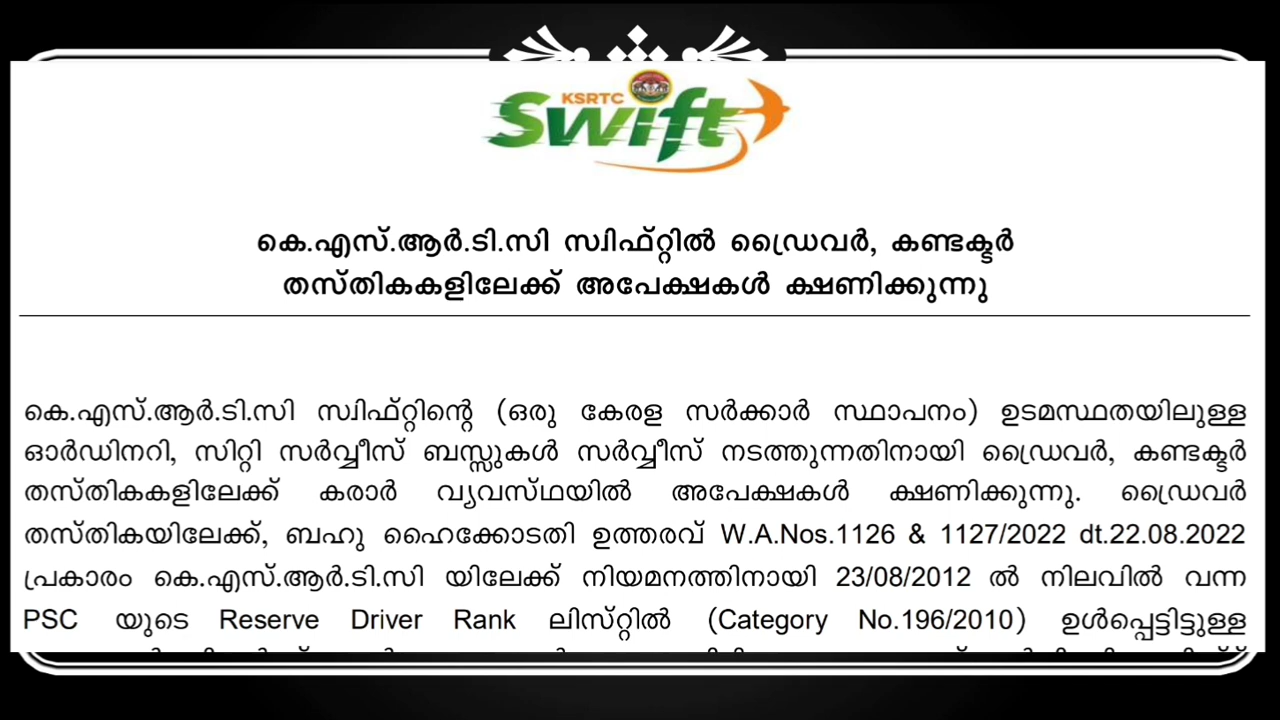 KSRTC
Swift
കെ.എസ്.ആർ.ടി.സി സ്വിഫ്റ്റിൽ ഡ്രൈവർ, കണ്ടക്ടർ
തസ്തികകളിലേക്ക് അപേക്ഷകൾ ക്ഷണിക്കുന്നു
കെ.എസ്.ആർ.ടി.സി സ്വിഫ്റ്റിന്റെ (ഒരു കേരള സർക്കാർ സ്ഥാപനം) ഉടമസ്ഥതയിലുള്ള
ഓർഡിനറി, സിറ്റി സർവ്വീസ് ബസ്സുകൾ സർവ്വീസ് നടത്തുന്നതിനായി ഡ്രൈവർ, കണ്ടക്ടർ
തസ്തികകളിലേക്ക് കരാർ വ്യവസ്ഥയിൽ അപേക്ഷകൾ ക്ഷണിക്കുന്നു. ഡ്രൈവർ
തസ്തികയിലേക്ക്, ബഹു ഹൈക്കോടതി ഉത്തരവ് W.A.Nos.1126 & 1127/2022 dt.22.08.2022
പ്രകാരം കെ.എസ്.ആർ.ടി.സി യിലേക്ക് നിയമനത്തിനായി 23/08/2012 ൽ നിലവിൽ വന്ന
PSC യുടെ Reserve Driver Rank ലിസ്റ്റിൽ (Category No.196/2010) ഉൾപ്പെട്ടിട്ടുള്ള